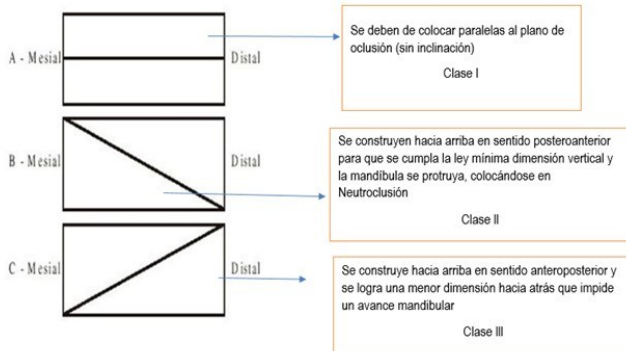 Se deben de colocar paralelas al plano de
oclusión (sin inclinación)
Clase I
A - Mesial
Distal
Se construyen hacia arriba en sentido posteroanterior
para que se cumpla la ley mínima dimensión vertical y
la mandíbula se protruya, colocándose en
Neutroclusión
Clase II
B - Mesial
Distal
Se construye hacia arriba en sentido anteroposterior y
se logra una menor dimensión hacia atrás que impide
un avance mandibular
Clase III
C - Mesial
Distal